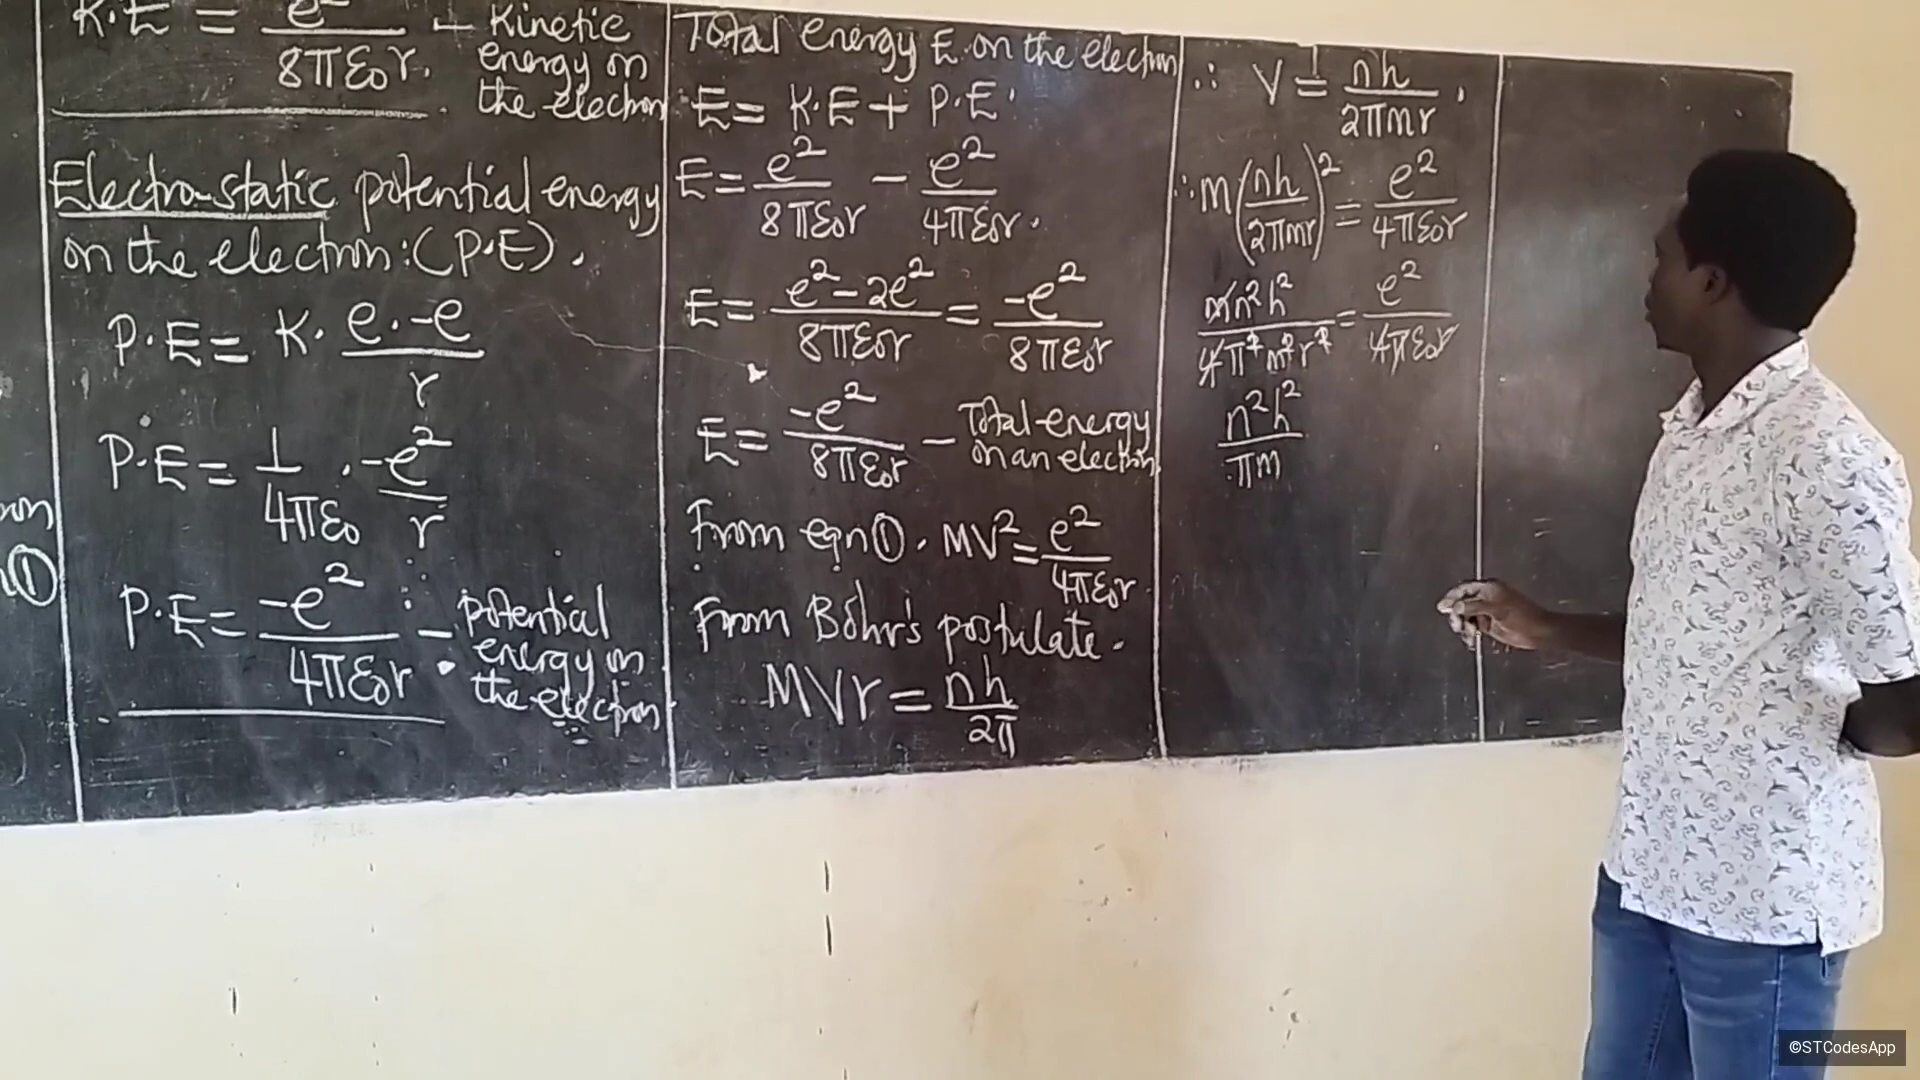 K.E = e²/8πε₀r. – Kinetic
energy on
the electron
Electro-static potential energy
on the electron:(P.E).
P.E = K. e.-e/r
P.E = 1/4πε₀ . -e²/r
P.E = -e²/4πε₀r – potential
energy on
the electron
①
Total energy E on the electron
E = K.E + P.E.
E = e²/8πε₀r – e²/4πε₀r.
E = e²-2e²/8πε₀r = -e²/8πε₀r
E = -e²/8πε₀r – Total energy
on an electron
From eqn①. MV² = e²/4πε₀r
From Bohr's postulate.
MVr = nh/2π
∴ V = nh/2πmr.
∴ m(nh/2πmr)² = e²/4πε₀r
mn²h²/4π²m²r² = e²/4πε₀r
n²h²/πm
©STCodesApp